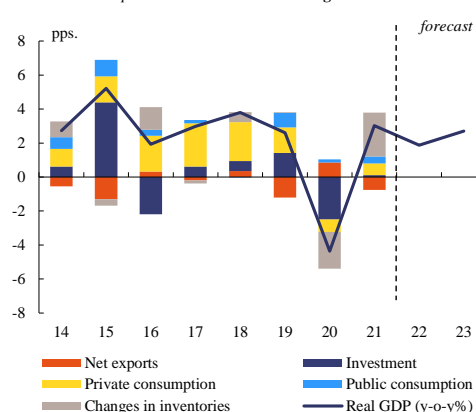 forecast
pps.
8
6
4
2
0
-2
-4
-6
-8
14 15 16 17 18 19 20 21 22 23
Net exports Investment
Private consumption Public consumption
Changes in inventories Real GDP (y-o-y%)